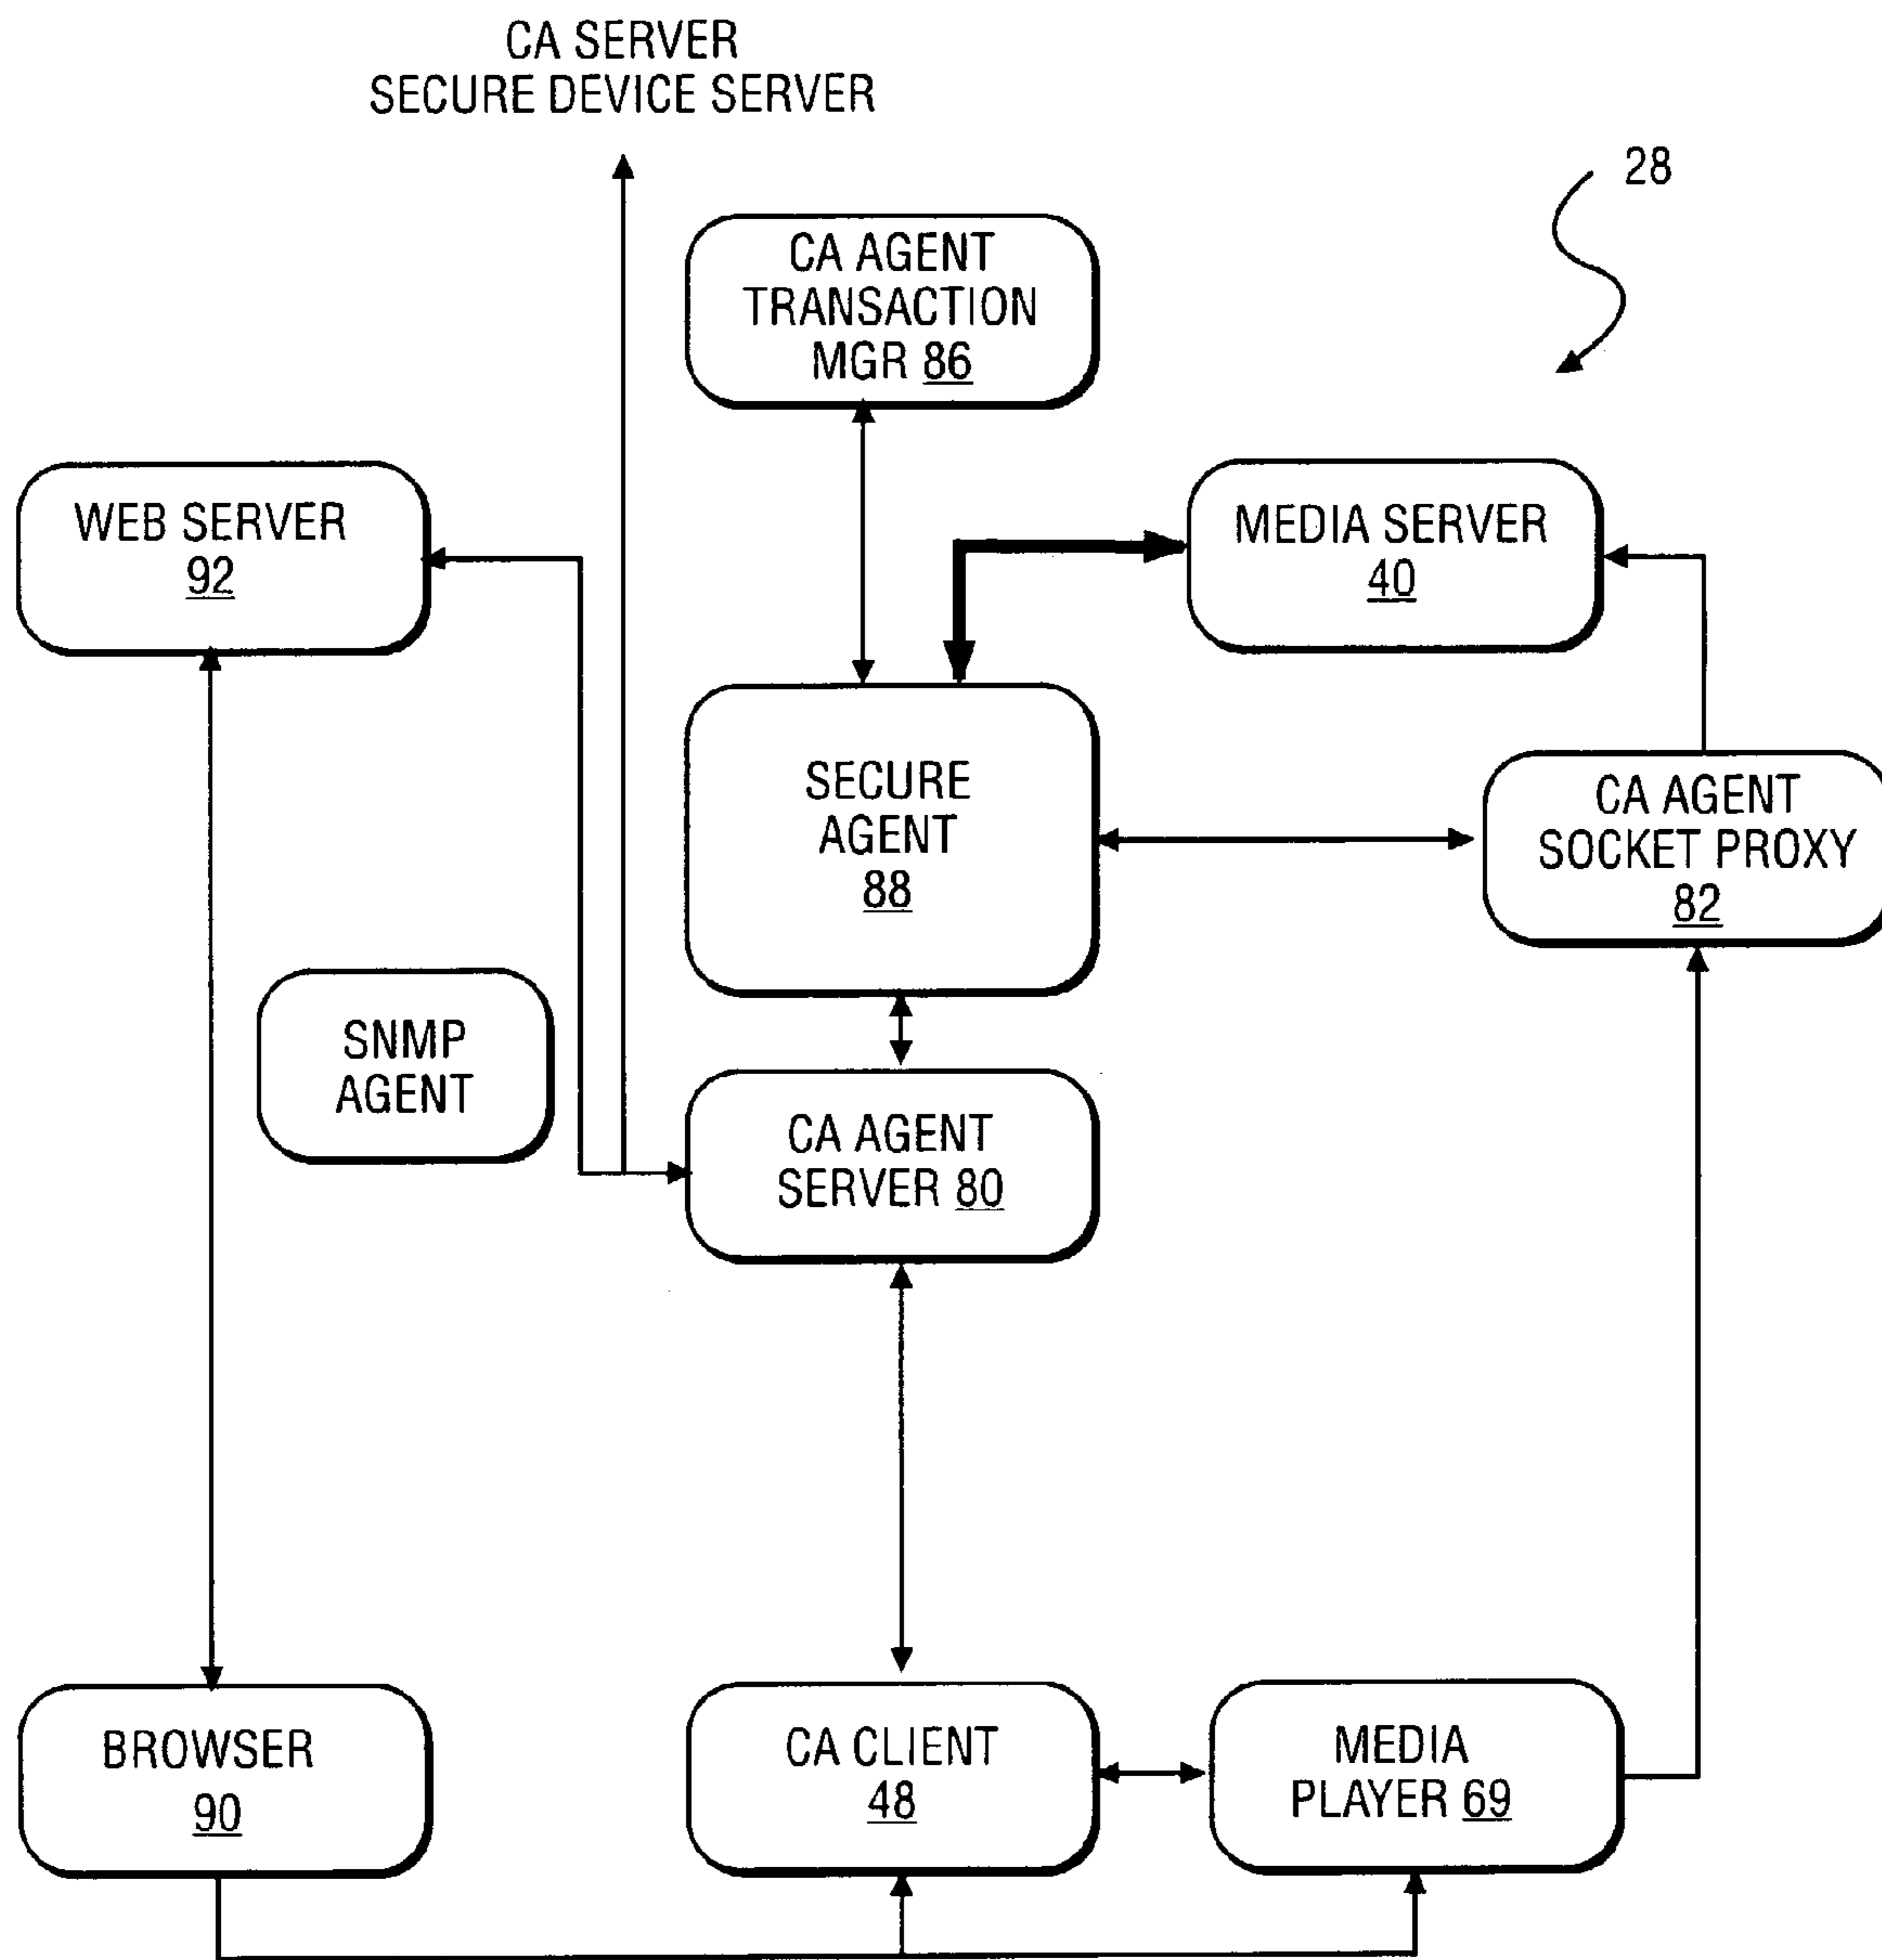 CA SERVER
SECURE DEVICE SERVER
28
CA AGENT
TRANSACTION
MGR 86
WEB SERVER
92
MEDIA SERVER
40
SECURE
AGENT
88
CA AGENT
SOCKET PROXY
82
SNMP
AGENT
CA AGENT
SERVER 80
BROWSER
90
CA CLIENT
48
MEDIA
PLAYER 69